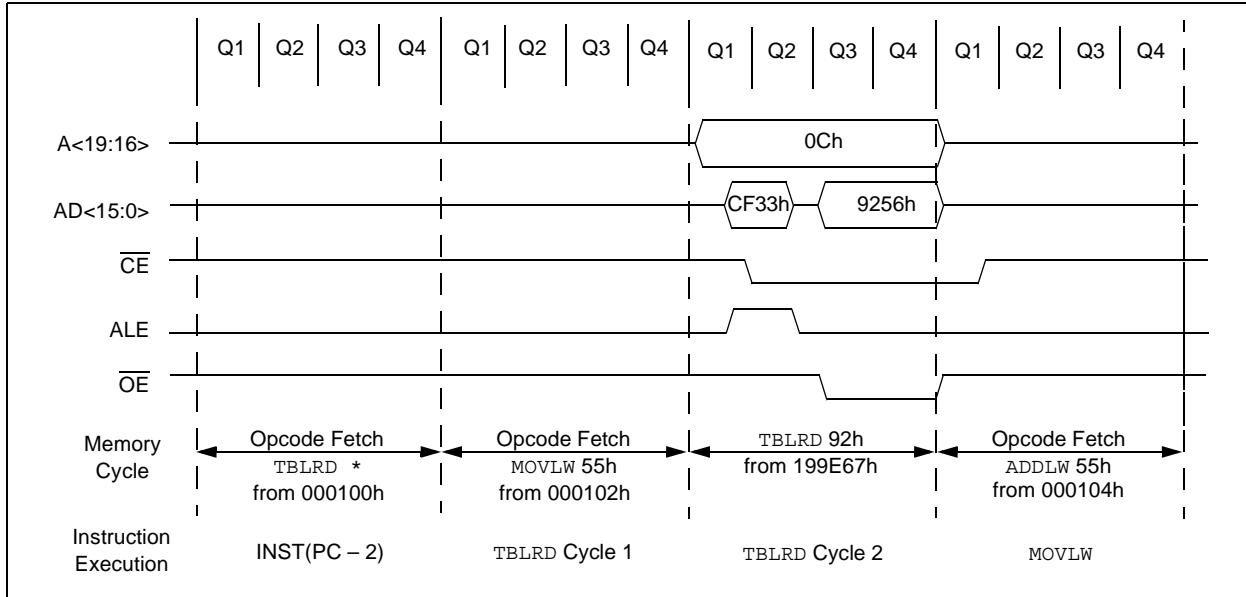 Q1 Q2 Q3 Q4 Q1 Q2 Q3 Q4 Q1 Q2 Q3 Q4 Q1 Q2 Q3 Q4
A<19:16> 0Ch
AD<15:0> CF33h 9256h
CE
ALE
OE
Memory
Cycle
Opcode Fetch
TBLRD *
from 000100h
Opcode Fetch
MOVLW 55h
from 000102h
TBLRD 92h
from 199E67h
Opcode Fetch
ADDLW 55h
from 000104h
Instruction
Execution
INST(PC – 2)
TBLRD Cycle 1
TBLRD Cycle 2
MOVLW